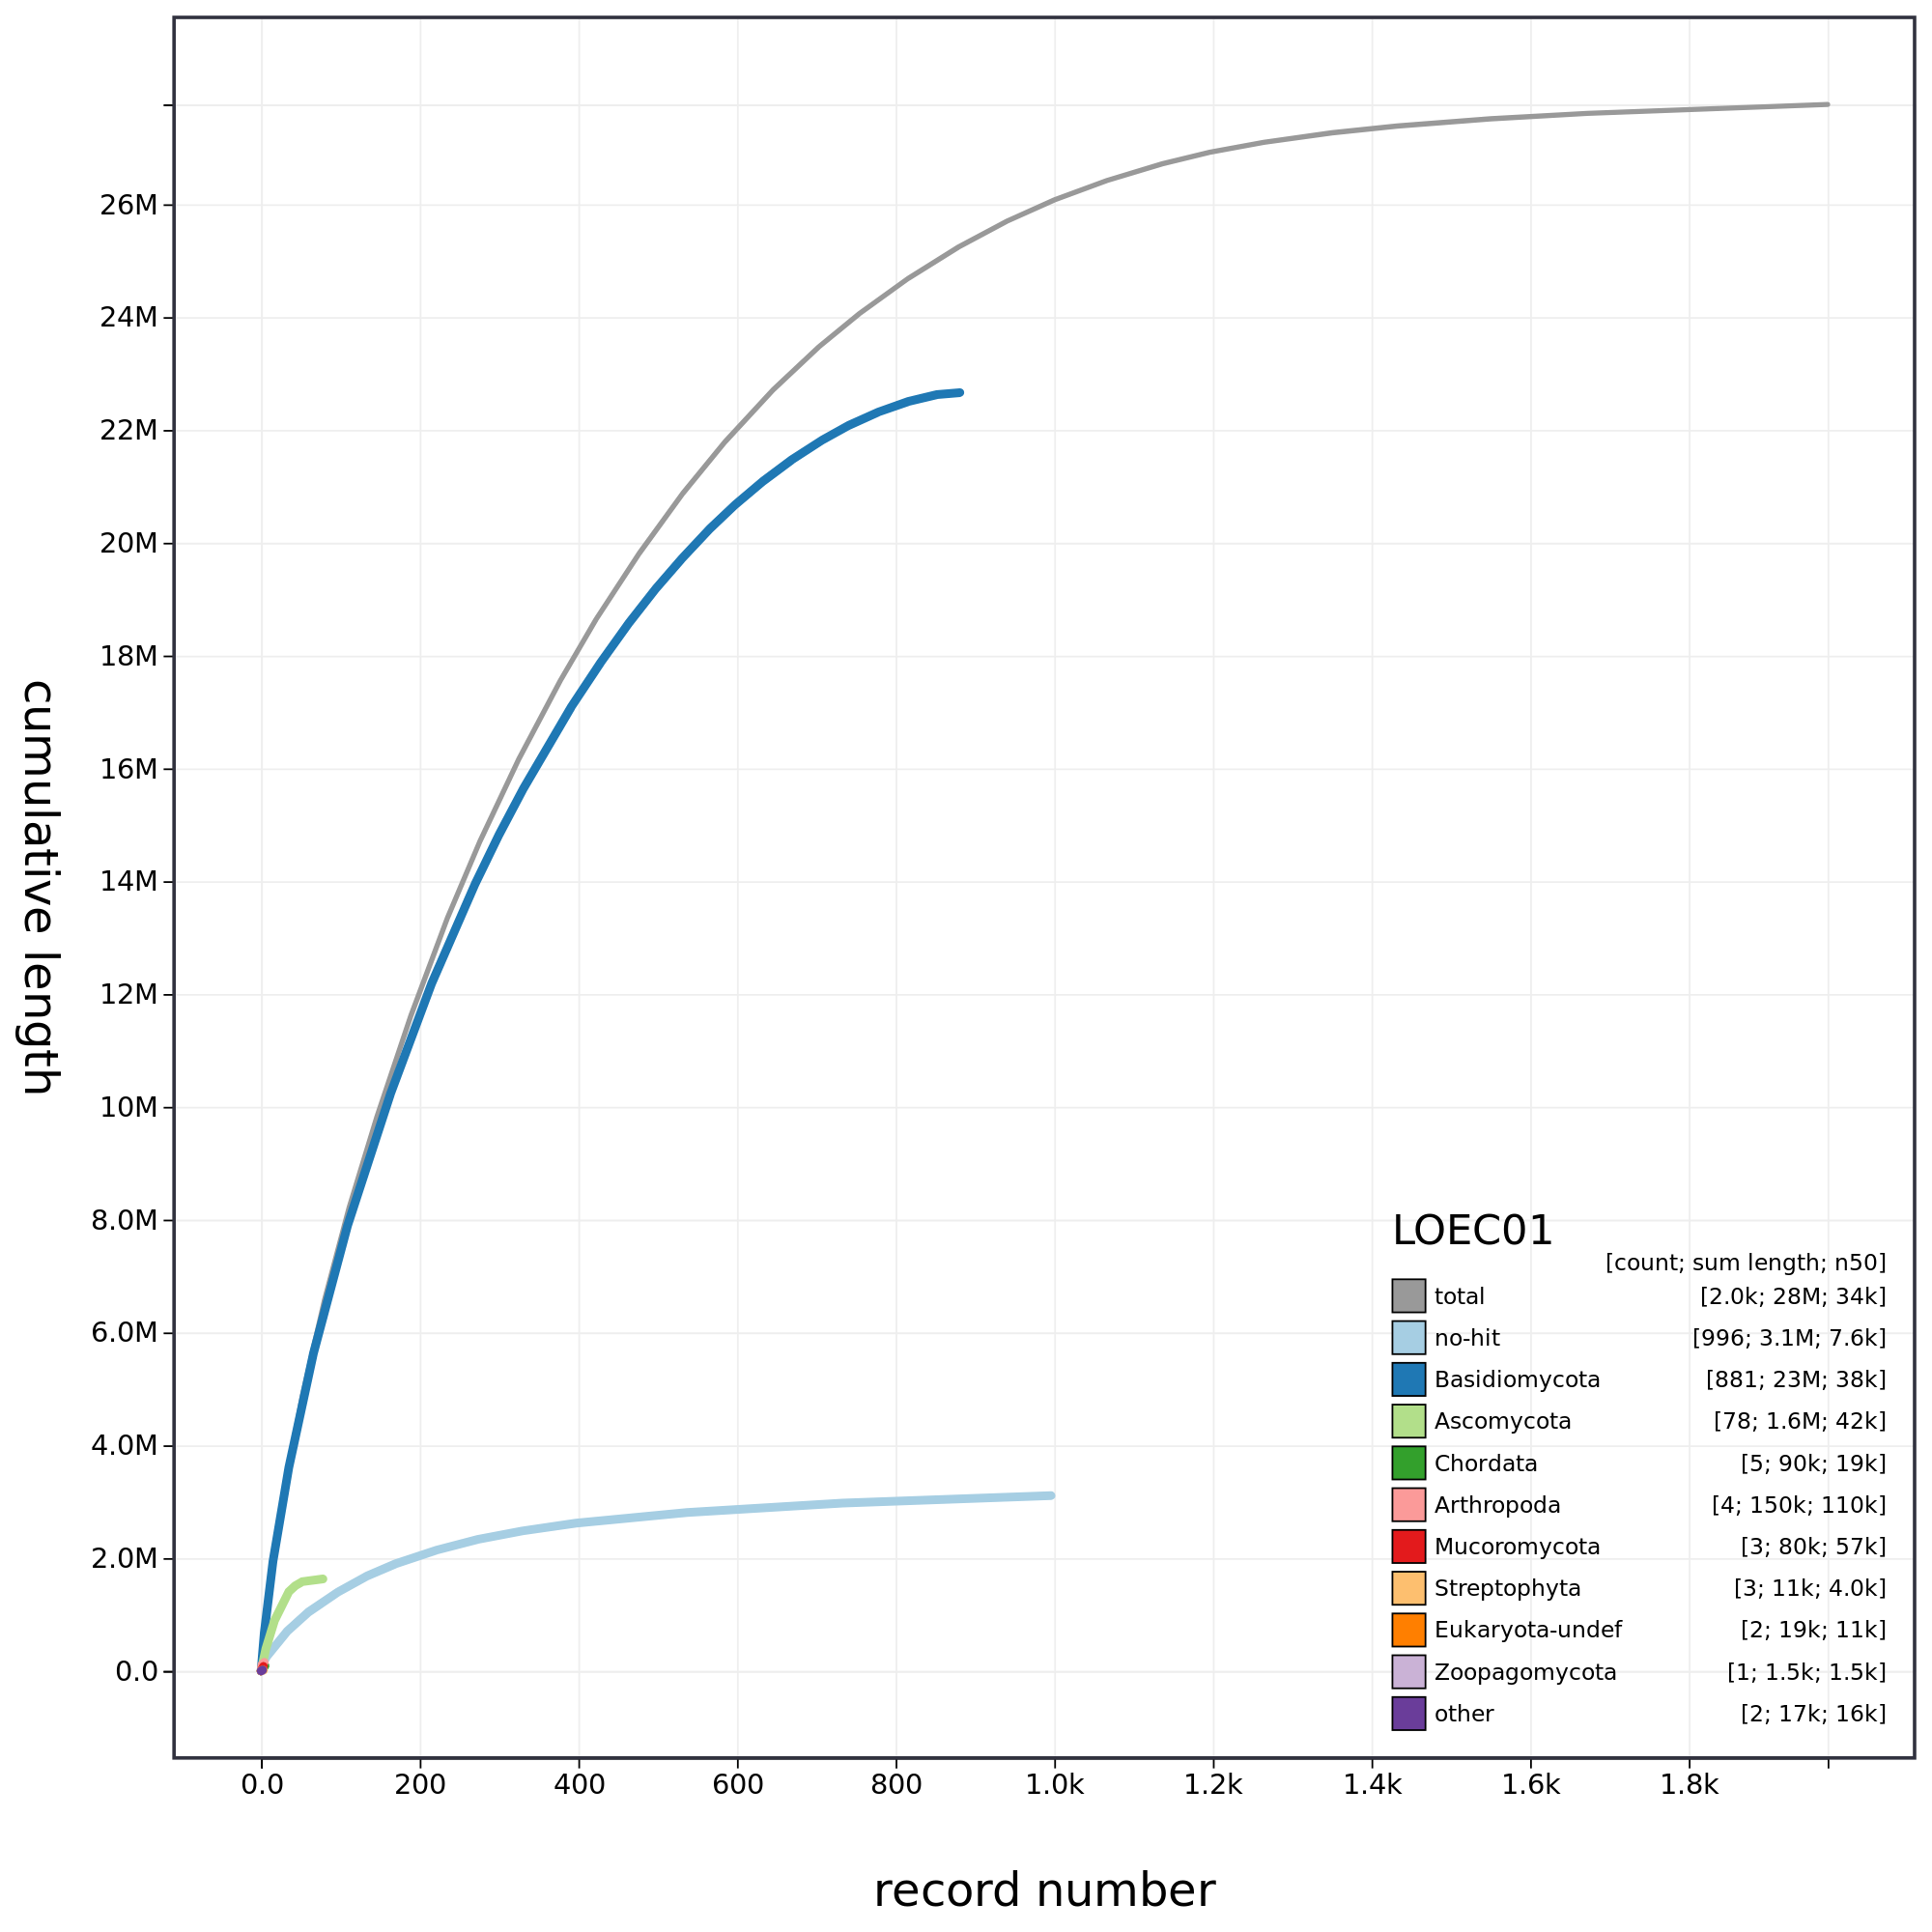 cumulative length
26M
24M
22M
20M
18M
16M
14M
12M
10M
8.0M
6.0M
4.0M
2.0M
0.0
LOEC01
[count; sum length; n50]
total [2.0k; 28M; 34k]
no-hit [996; 3.1M; 7.6k]
Basidiomycota [881; 23M; 38k]
Ascomycota [78; 1.6M; 42k]
Chordata [5; 90k; 19k]
Arthropoda [4; 150k; 110k]
Mucoromycota [3; 80k; 57k]
Streptophyta [3; 11k; 4.0k]
Eukaryota-undef [2; 19k; 11k]
Zoopagomycota [1; 1.5k; 1.5k]
other [2; 17k; 16k]
0.0 200 400 600 800 1.0k 1.2k 1.4k 1.6k 1.8k
record number